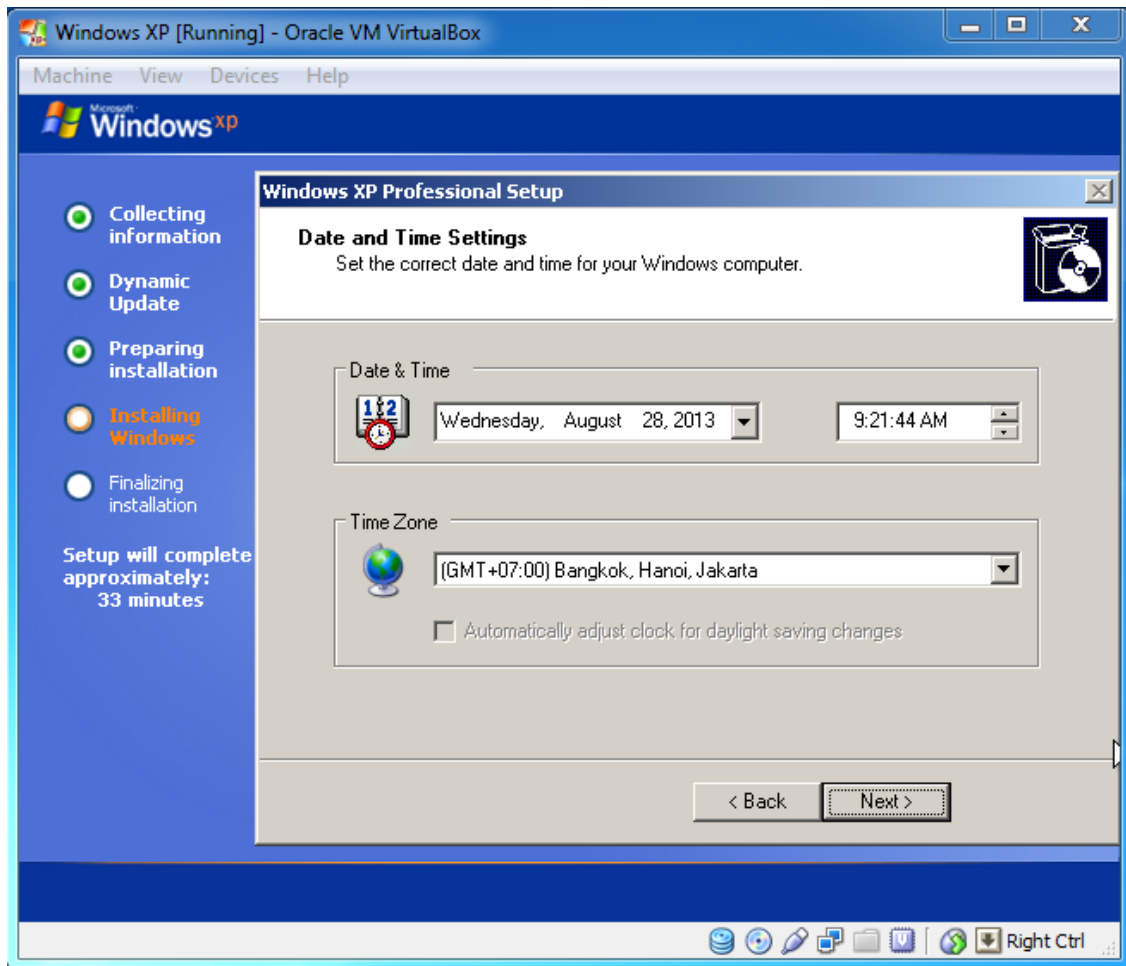 Windows XP [Running] - Oracle VM VirtualBox
Machine View Devices Help
Microsoft
Windows xp
Collecting
information
Dynamic
Update
Preparing
installation
Installing
Windows
Finalizing
installation
Setup will complete
approximately:
33 minutes
Windows XP Professional Setup
Date and Time Settings
Set the correct date and time for your Windows computer.
Date & Time
Wednesday, August 28, 2013
9:21:44 AM
Time Zone
(GMT+07:00) Bangkok, Hanoi, Jakarta
Automatically adjust clock for daylight saving changes
< Back
Next >
Right Ctrl